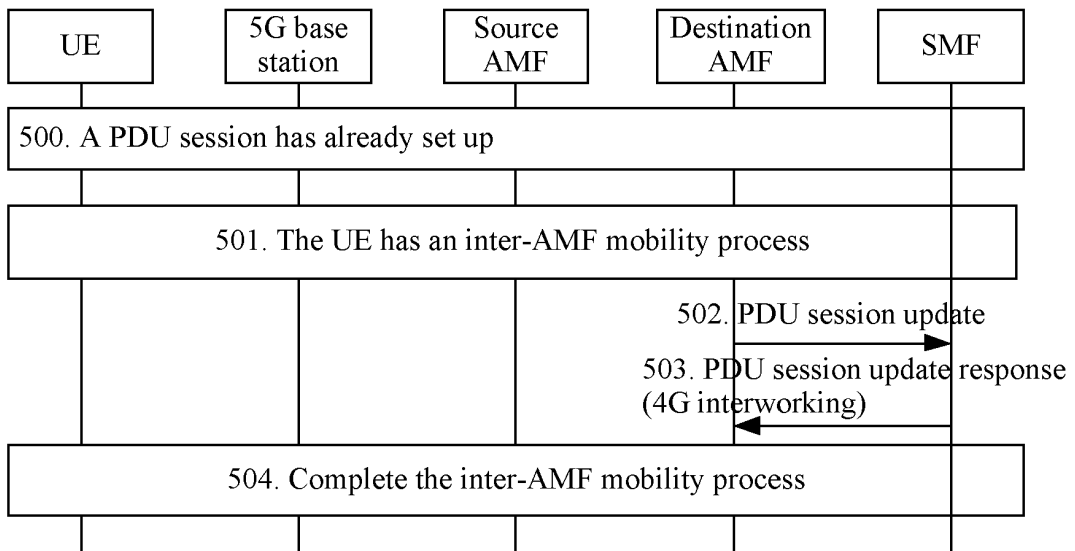 UE
5G base
station
Source
AMF
Destination
AMF
SMF
500. A PDU session has already set up
501. The UE has an inter-AMF mobility process
502. PDU session update
503. PDU session update response
(4G interworking)
504. Complete the inter-AMF mobility process